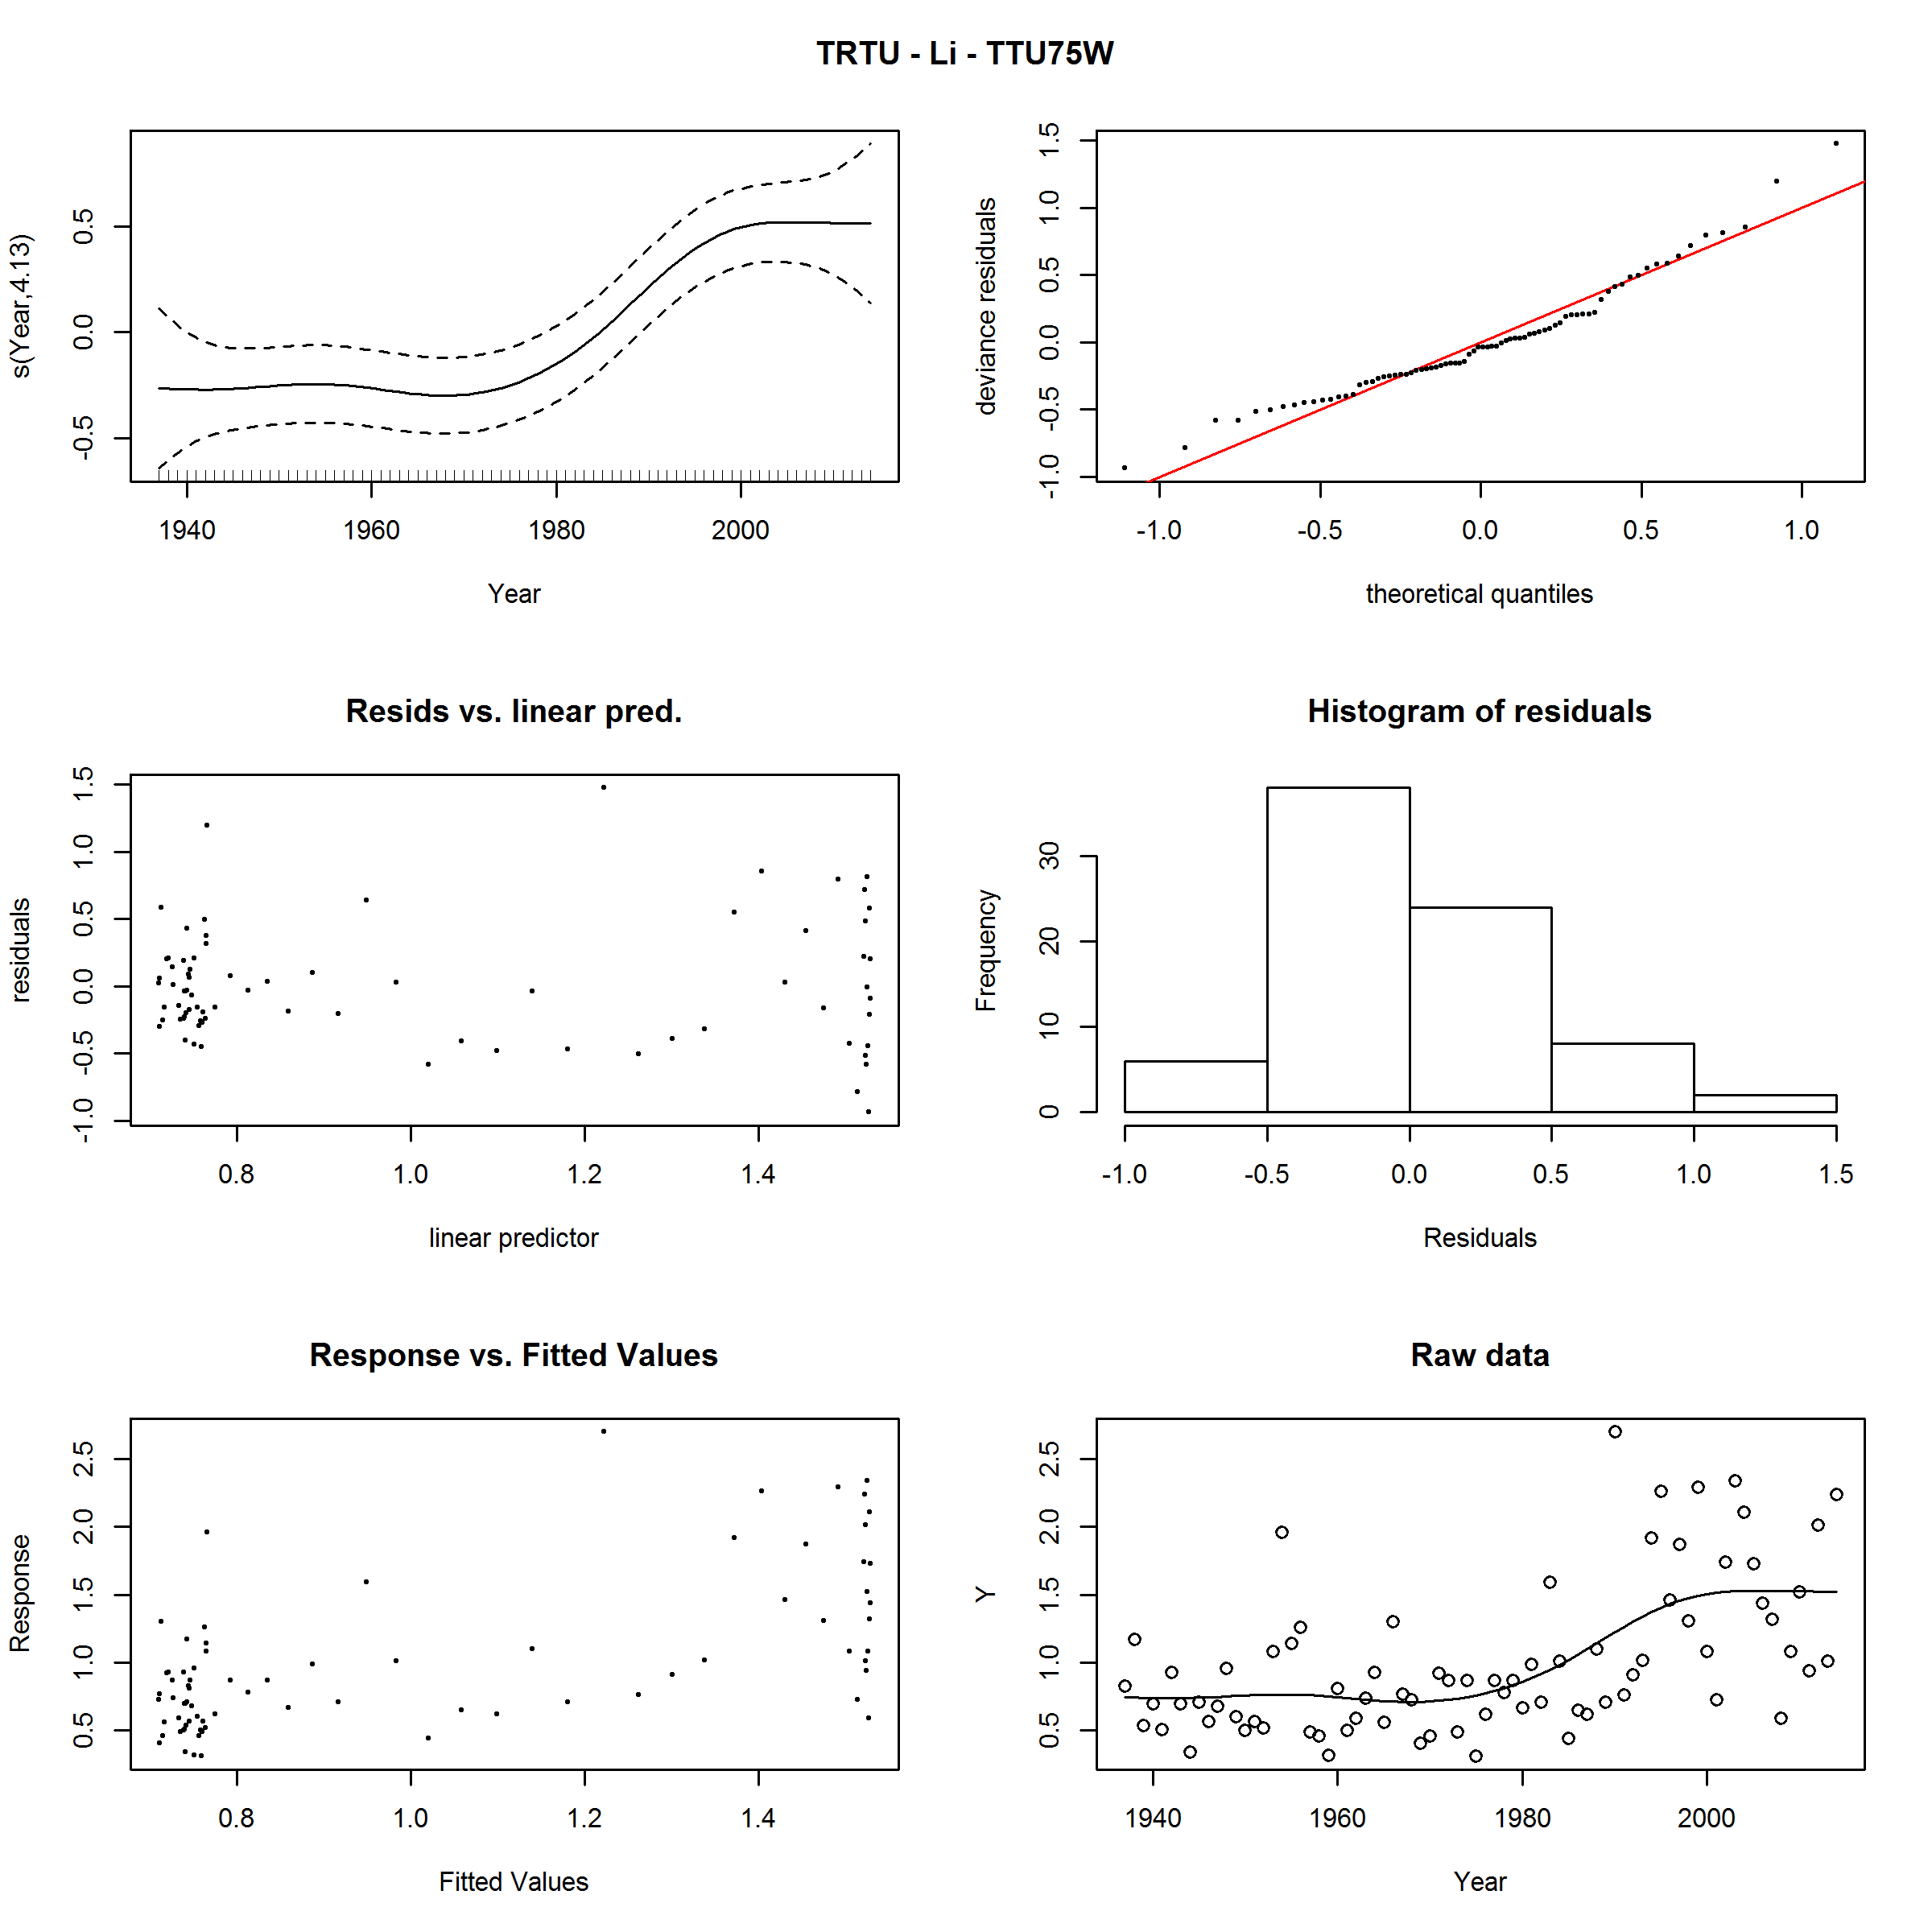 TRTU - Li - TTU75W
s(Year,4.13)
0.5
0.0
-0.5
1940 1960 1980 2000
Year
deviance residuals
1.5
1.0
0.5
0.0
-0.5
-1.0
-1.0 -0.5 0.0 0.5 1.0
theoretical quantiles
Resids vs. linear pred.
residuals
1.5
1.0
0.5
0.0
-0.5
-1.0
0.8 1.0 1.2 1.4
linear predictor
Histogram of residuals
Frequency
30
20
10
0
-1.0 -0.5 0.0 0.5 1.0 1.5
Residuals
Response vs. Fitted Values
Response
2.5
2.0
1.5
1.0
0.5
0.8 1.0 1.2 1.4
Fitted Values
Raw data
Y
2.5
2.0
1.5
1.0
0.5
1940 1960 1980 2000
Year